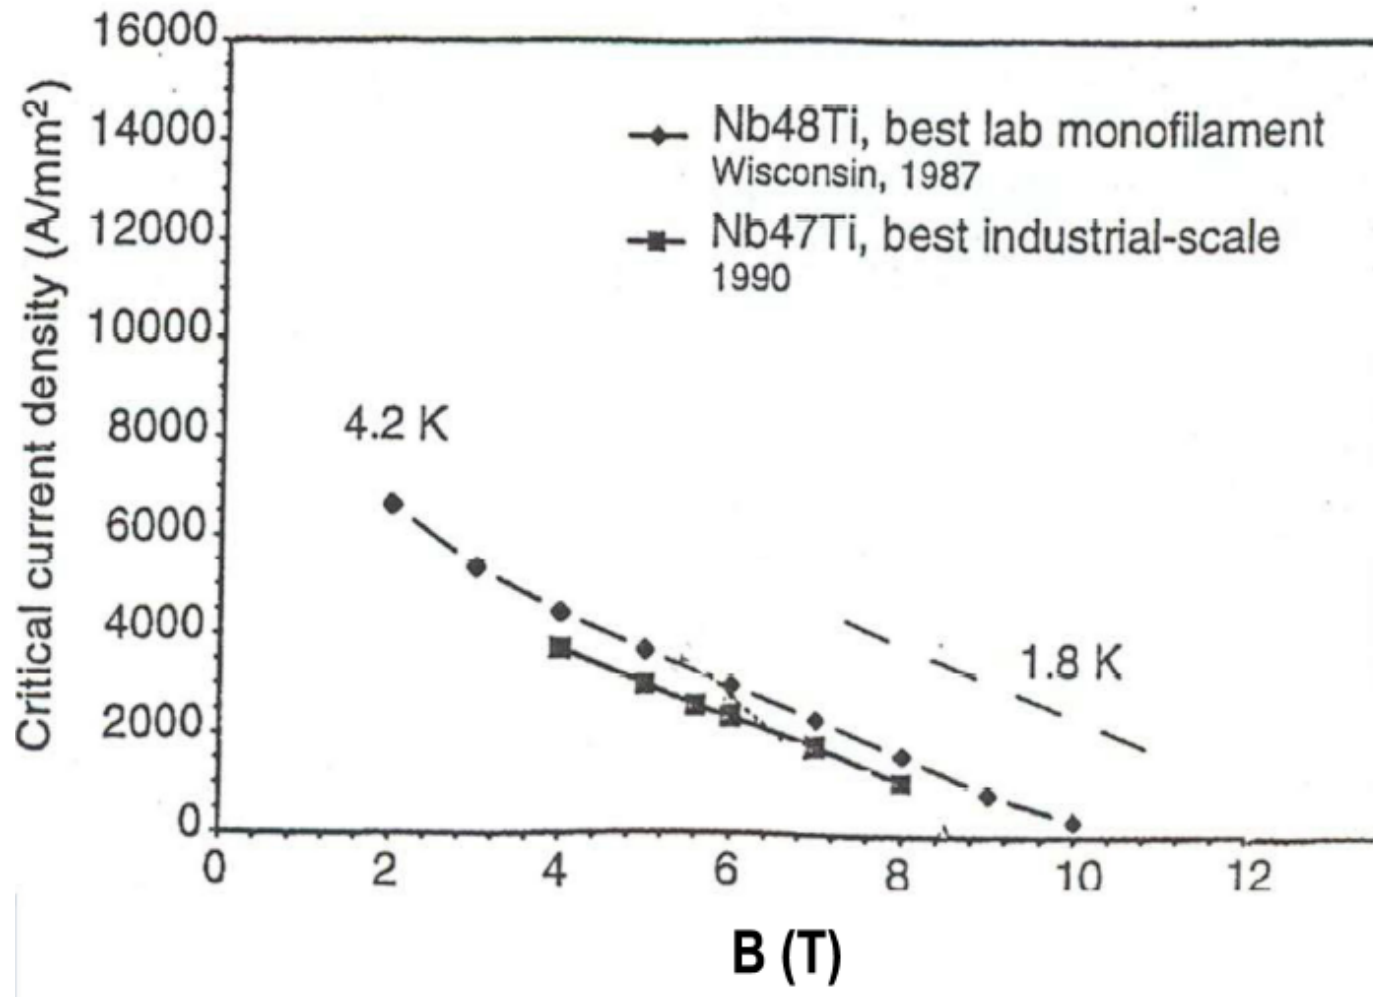 16000
14000
12000
10000
8000
6000
4000
2000
0
Critical current density (A/mm²)
Nb48Ti, best lab monofilament
Wisconsin, 1987
Nb47Ti, best industrial-scale
1990
4.2 K
1.8 K
0 2 4 6 8 10 12
B (T)